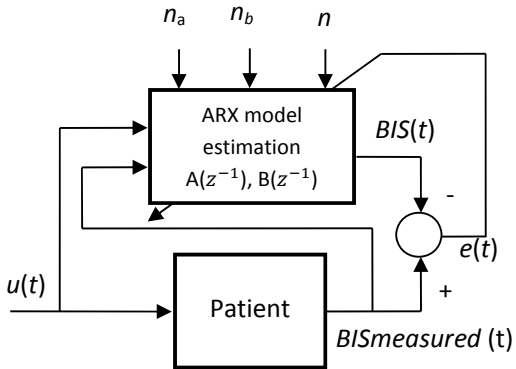 nₐ n_b n
ARX model
estimation
A(z⁻¹), B(z⁻¹)
BIS(t)
-
e(t)
u(t)
+
Patient
BISmeasured (t)